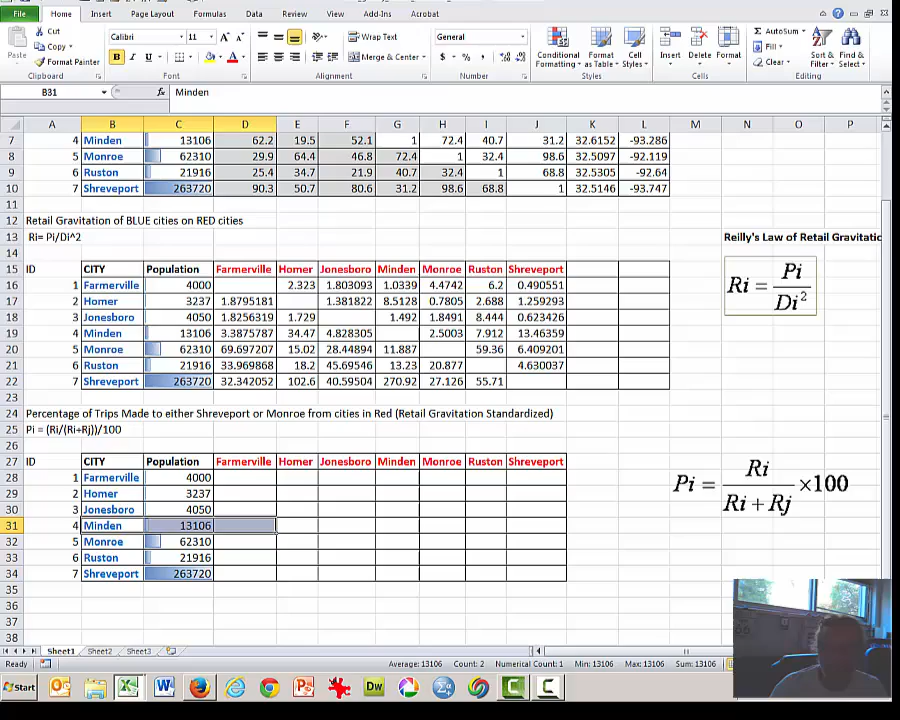 File Home Insert Page Layout Formulas Data Review View Add-Ins Acrobat
Paste Cut Calibri 11 A A Wrap Text General Conditional Formatting Format as Table Cell Styles Insert Delete Format AutoSum Sort & Filter Find & Select
Copy Fill
Format Painter B I U Merge & Center $ % , Clear
Clipboard Font Alignment Number Styles Cells Editing
B31 fx Minden
A B C D E F G H I J K L M N O P
7 4 Minden 13106 62.2 19.5 52.1 1 72.4 40.7 31.2 32.6152 -93.286
8 5 Monroe 62310 29.9 64.4 46.8 72.4 1 32.4 98.6 32.5097 -92.119
9 6 Ruston 21916 25.4 34.7 21.9 40.7 32.4 1 68.8 32.5305 -92.64
10 7 Shreveport 263720 90.3 50.7 80.6 31.2 98.6 68.8 1 32.5146 -93.747
11
12 Retail Gravitation of BLUE cities on RED cities
13 Ri= Pi/Di^2 Reilly's Law of Retail Gravitatic
14
15 ID CITY Population Farmerville Homer Jonesboro Minden Monroe Ruston Shreveport
16 1 Farmerville 4000 2.323 1.803093 1.0339 4.4742 6.2 0.490551
17 2 Homer 3237 1.8795181 1.381822 8.5128 0.7805 2.688 1.259293
18 3 Jonesboro 4050 1.8256319 1.729 1.492 1.8491 8.444 0.623426
19 4 Minden 13106 3.3875787 34.47 4.828305 2.5003 7.912 13.46359
20 5 Monroe 62310 69.697207 15.02 28.44894 11.887 59.36 6.409201
21 6 Ruston 21916 33.969868 18.2 45.69546 13.23 20.877 4.630037
22 7 Shreveport 263720 32.342052 102.6 40.59504 270.92 27.126 55.71
Ri = Pi / Di²
23
24 Percentage of Trips Made to either Shreveport or Monroe from cities in Red (Retail Gravitation Standardized)
25 Pi = (Ri/(Ri+Rj))/100
26
27 ID CITY Population Farmerville Homer Jonesboro Minden Monroe Ruston Shreveport
28 1 Farmerville 4000
29 2 Homer 3237
30 3 Jonesboro 4050
31 4 Minden 13106
32 5 Monroe 62310
33 6 Ruston 21916
34 7 Shreveport 263720
Pi = Ri / Ri + Rj ×100
35
36
37
38
Sheet1 Sheet2 Sheet3
Ready Average: 13106 Count: 2 Numerical Count: 1 Min: 13106 Max: 13106 Sum: 13106
Start O X W P Dw Σ C C